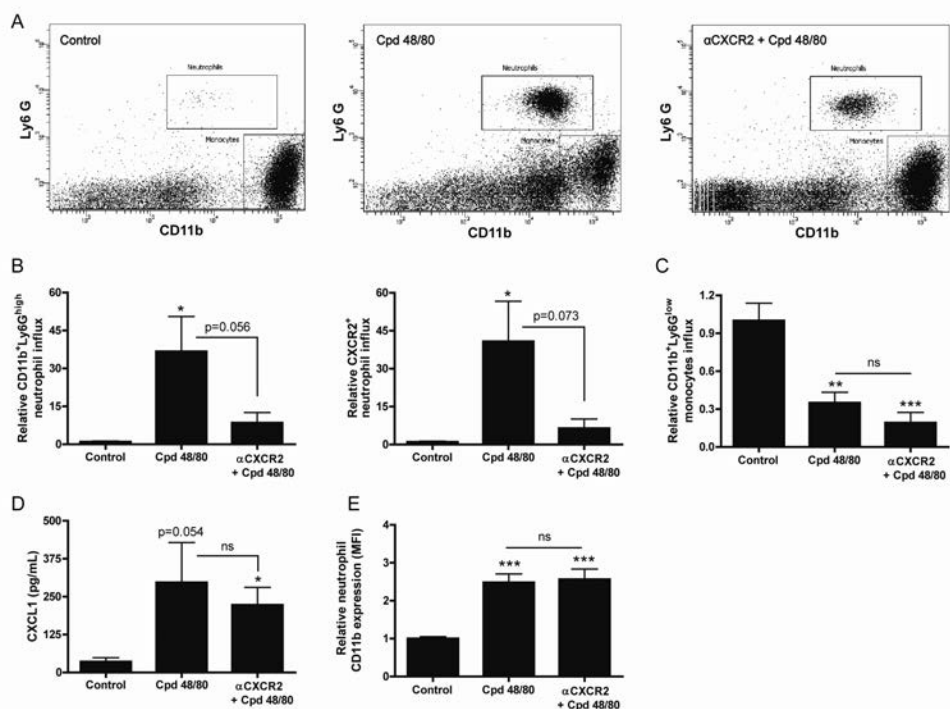 A
Control
Neutrophils
Monocytes
Ly6 G
CD11b
Cpd 48/80
Neutrophils
Monocytes
Ly6 G
CD11b
αCXCR2 + Cpd 48/80
Neutrophils
Monocytes
Ly6 G
CD11b
B
Relative CD11b+Ly6Ghigh
neutrophil influx
60
45
30
15
0
*
p=0.056
Control
Cpd 48/80
αCXCR2
+ Cpd 48/80
Relative CXCR2+
neutrophil influx
60
45
30
15
0
*
p=0.073
Control
Cpd 48/80
αCXCR2
+ Cpd 48/80
C
Relative CD11b+Ly6Glow
monocytes influx
1.2
0.9
0.6
0.3
0.0
ns
**
***
Control
Cpd 48/80
αCXCR2
+ Cpd 48/80
D
CXCL1 (pg/mL)
500
375
250
125
0
p=0.054
ns
*
Control
Cpd 48/80
αCXCR2
+ Cpd 48/80
E
Relative neutrophil
CD11b expression (MFI)
4
3
2
1
0
ns
***
***
Control
Cpd 48/80
αCXCR2
+ Cpd 48/80